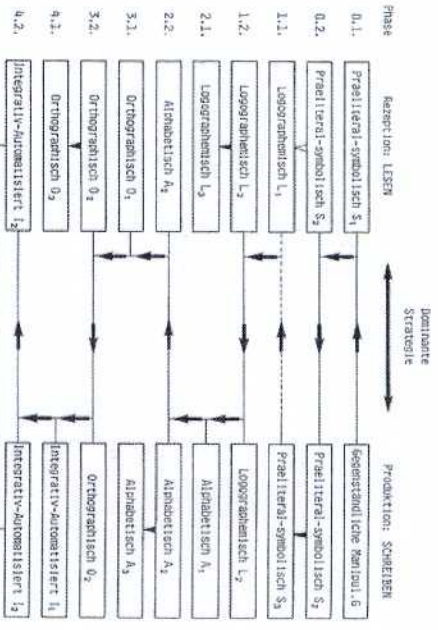 Dominante
Strategie
Phase Rezeption: LESEN Produktion: SCHREIBEN
0.1. Praeliteral-symbolisch S₁ Gegenständliche Manipul.G
0.2. Praeliteral-symbolisch S₂ Praeliteral-symbolisch S₂
1.1. Logographemisch L₁ Praeliteral-symbolisch S₃
1.2. Logographemisch L₂ Logographemisch L₂
2.1. Logographemisch L₃ Alphabetisch A₁
2.2. Alphabetisch A₂ Alphabetisch A₂
3.1. Orthographisch O₁ Alphabetisch A₃
3.2. Orthographisch O₂ Orthographisch O₂
4.1. Orthographisch O₃ Integrativ-Automatisiert I₁
4.2. Integrativ-Automatisiert I₂ Integrativ-Automatisiert I₂